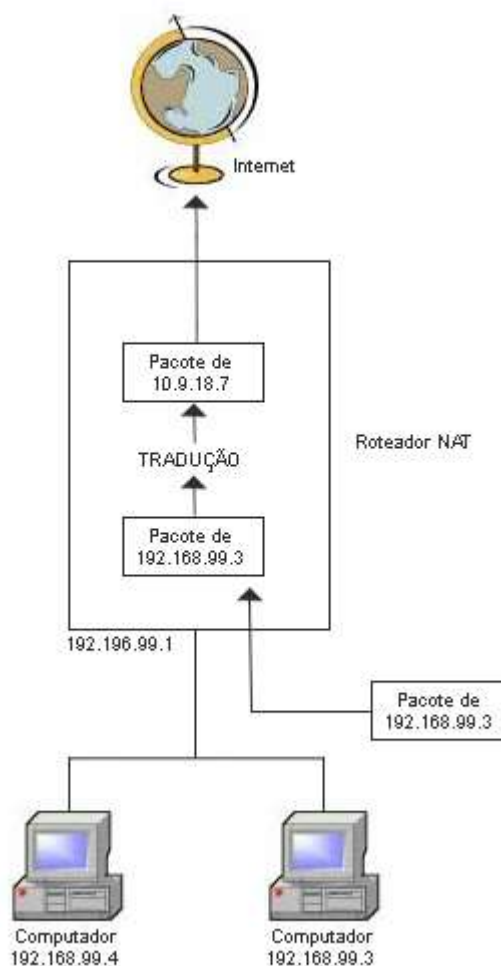 Internet
Pacote de
10.9.18.7
Roteador NAT
TRADUÇÃO
Pacote de
192.168.99.3
192.196.99.1
Pacote de
192.168.99.3
Computador
192.168.99.4
Computador
192.168.99.3